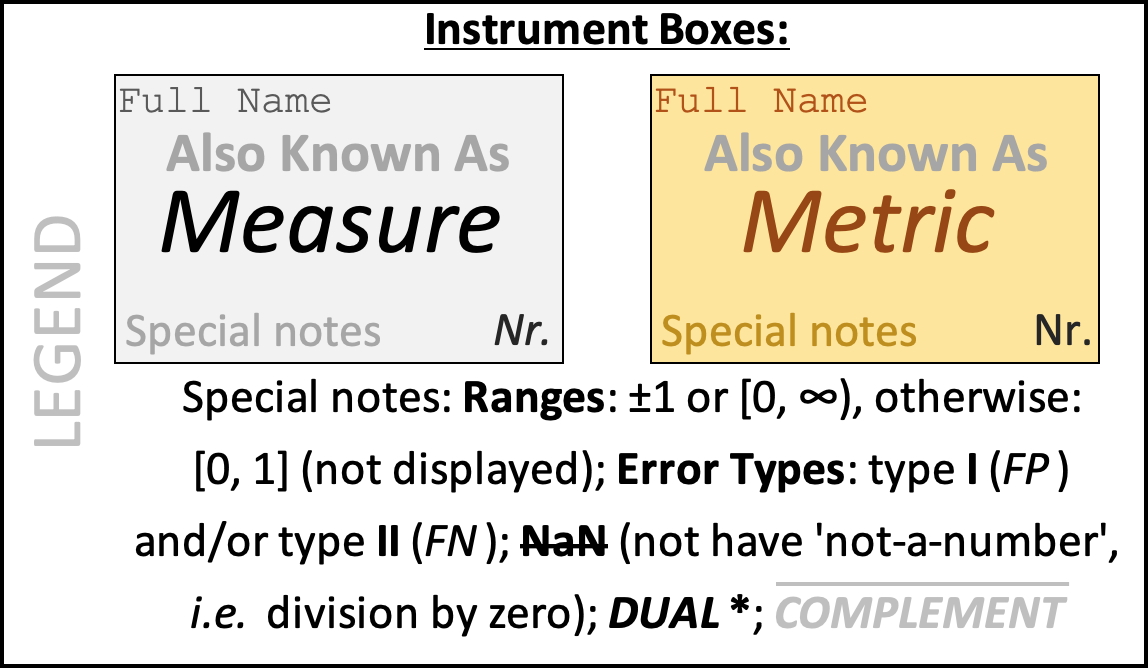 Instrument Boxes:
LEGEND
Full Name
Also Known As
Measure
Special notes Nr.
Full Name
Also Known As
Metric
Special notes Nr.
Special notes: Ranges: ±1 or [0, ∞), otherwise:
[0, 1] (not displayed); Error Types: type I (FP)
and/or type II (FN); NaN (not have 'not-a-number',
i.e. division by zero); DUAL *; COMPLEMENT